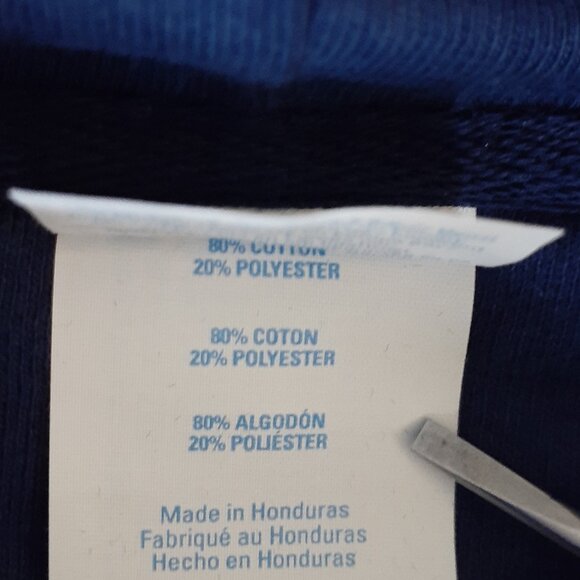 80% COTTON
20% POLYESTER
80% COTON
20% POLYESTER
80% ALGODÓN
20% POLIÉSTER
Made in Honduras
Fabriqué au Honduras
Hecho en Honduras